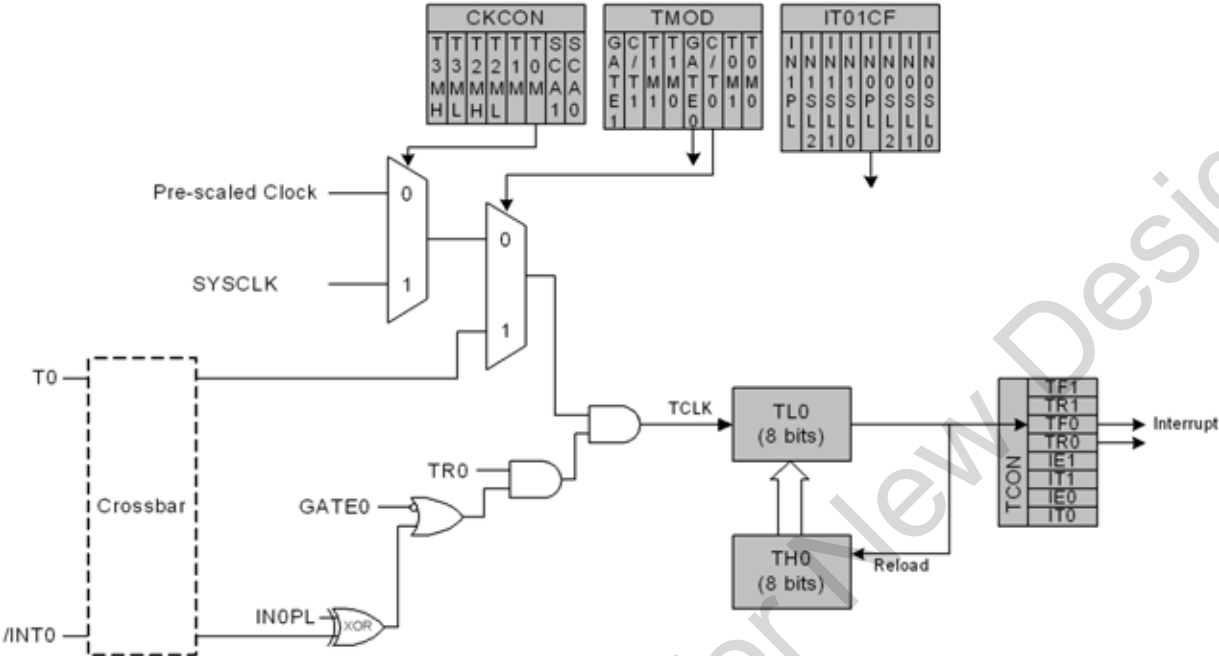 CKCON
T3MH T3ML T2MH T2ML T1M T0M SCA1 SCA0
TMOD
GATE1 C/T1 T1M1 T1M0 GATE0 C/T0 T0M1 T0M0
IT01CF
IN1PL IN1SL2 IN1SL1 IN1SL0 IN0PL IN0SL2 IN0SL1 IN0SL0
Pre-scaled Clock
0
SYSCLK
1
0
1
T0
Crossbar
/INT0
TR0
GATE0
IN0PL
XOR
TCLK
TL0
(8 bits)
TH0
(8 bits)
Reload
TCON
TF1
TR1
TF0
TR0
IE1
IT1
IE0
IT0
Interrupt
New